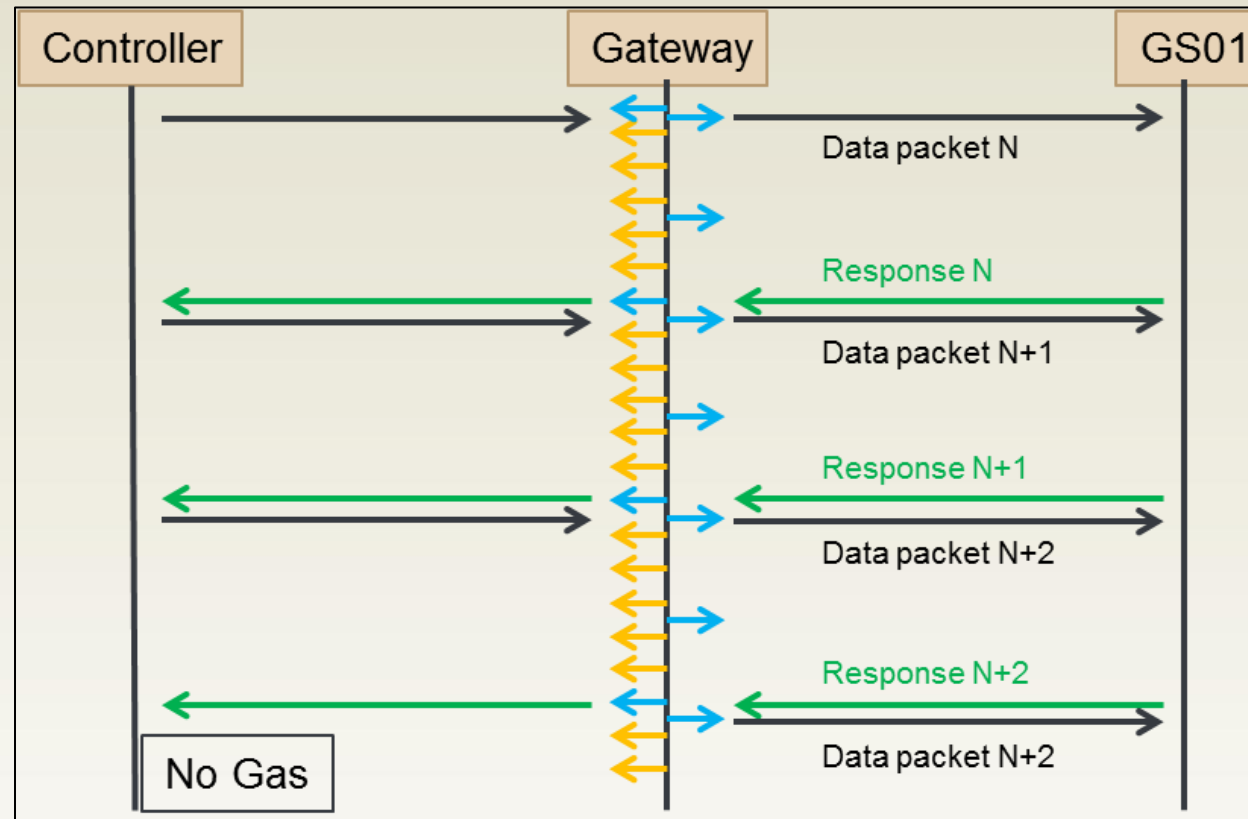 Controller
Gateway
GS01
Data packet N
Response N
Data packet N+1
Response N+1
Data packet N+2
Response N+2
Data packet N+2
No Gas